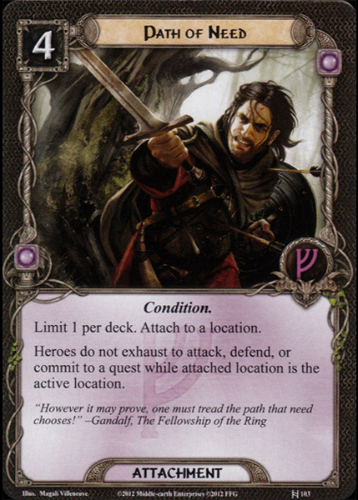 4
PATH OF NEED
Condition.
Limit 1 per deck. Attach to a location.
Heroes do not exhaust to attack, defend, or
commit to a quest while attached location is the
active location.
"However it may prove, one must tread the path that need
chooses!" –Gandalf, The Fellowship of the Ring
ATTACHMENT
Illus. Magali Villeneuve ©2012 Middle-earth Enterprises ©2012 FFG 103